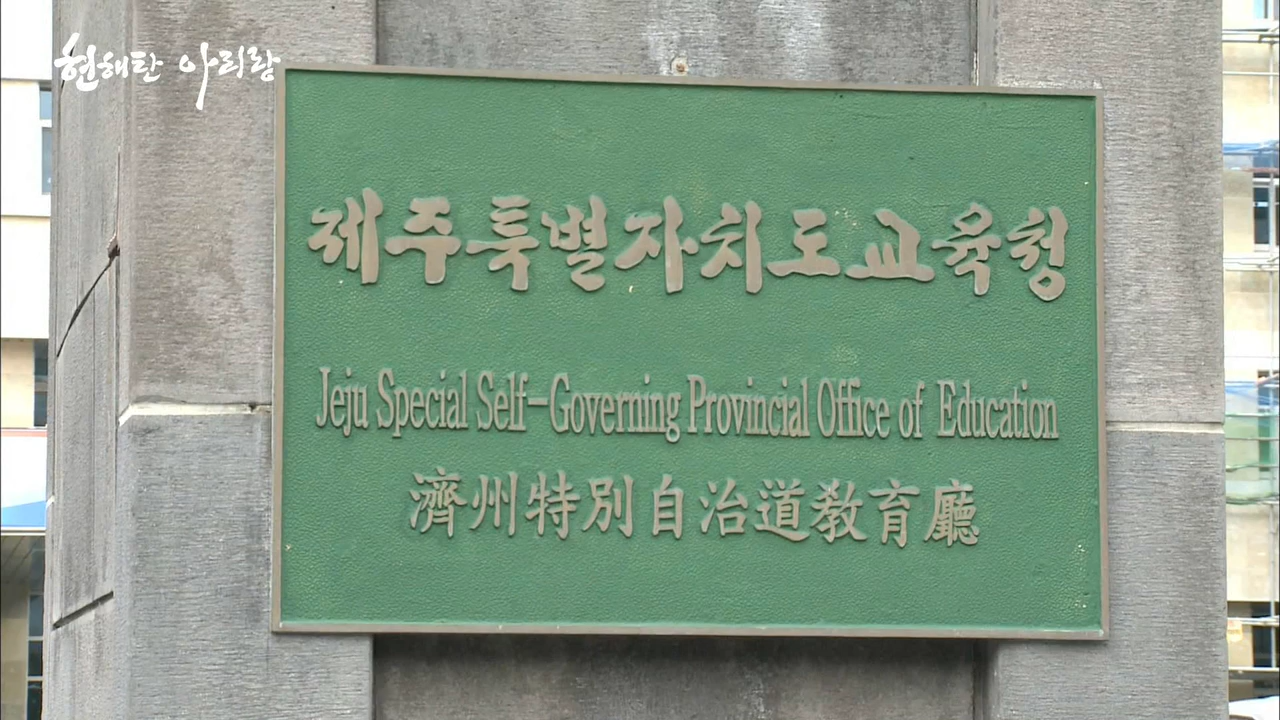 현해탄 아리랑
제주특별자치도교육청
Jeju Special Self-Governing Provincial Office of Education
濟州特別自治道敎育廳